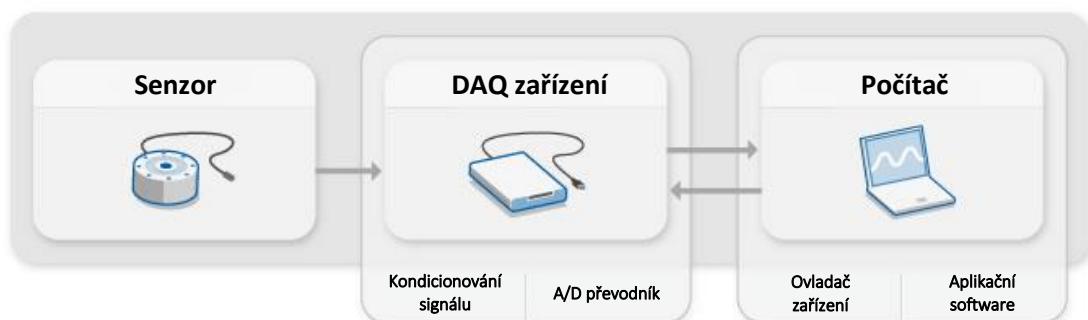 Senzor
DAQ zařízení
Počítač
Kondicionování
signálu
A/D převodník
Ovladač
zařízení
Aplikační
software